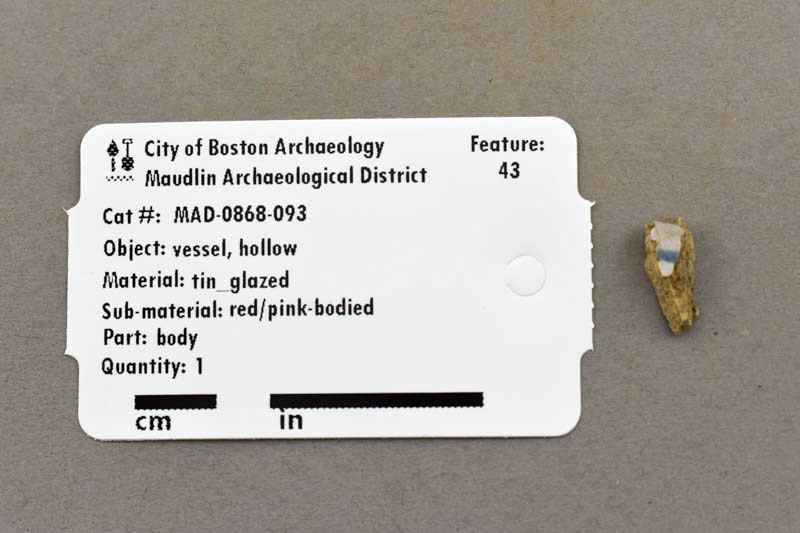 City of Boston Archaeology
Maudlin Archaeological District
Feature:
43
Cat #: MAD-0868-093
Object: vessel, hollow
Material: tin_glazed
Sub-material: red/pink-bodied
Part: body
Quantity: 1
cm
in